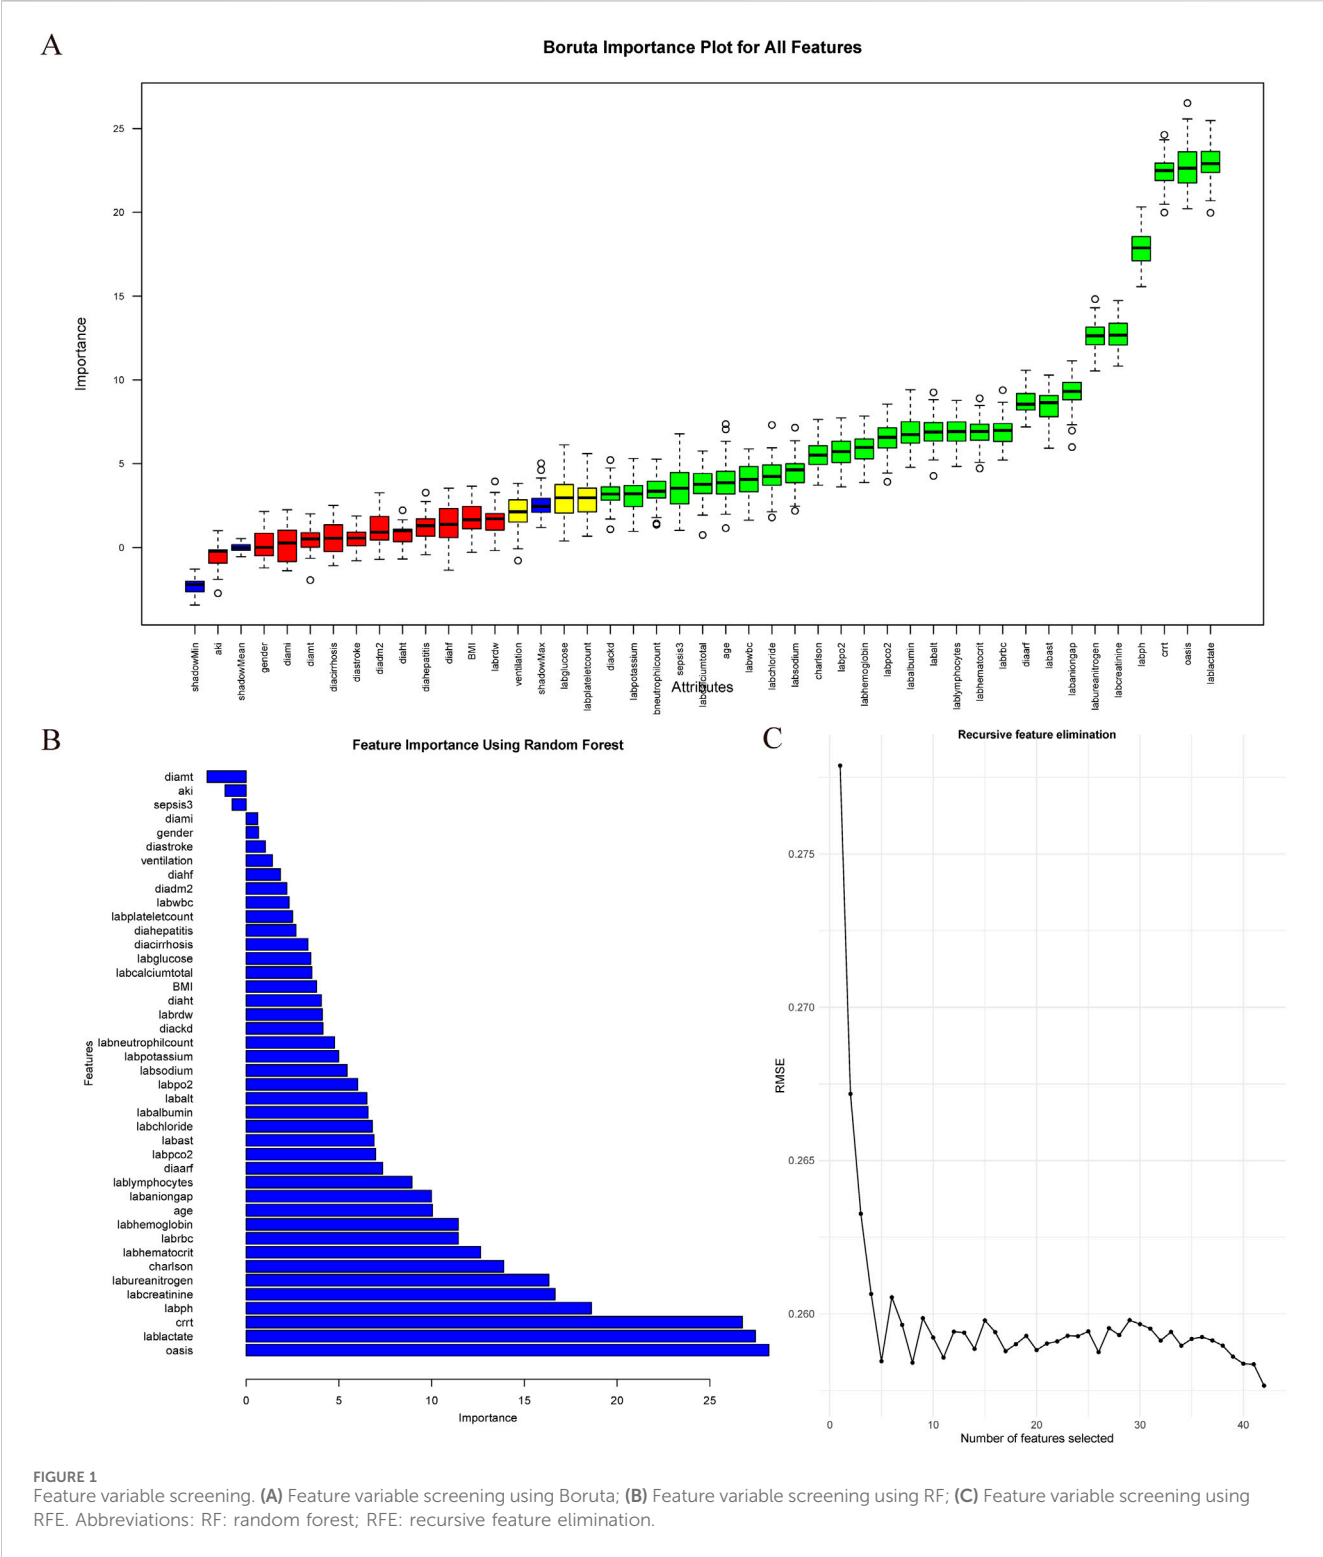 A
Boruta Importance Plot for All Features
25
20
15
10
5
0
Importance
shadowMin
aki
shadowMean
gender
diami
diamt
diacirrhosis
diastroke
diadm2
diaht
diahepatitis
diahf
BMI
labrdw
ventilation
shadowMax
labglucose
labplateletcount
diackd
labpotassium
bneutrophilcount
sepsis3
labcalciumtotal
age
labwbc
labchloride
labsodium
charlson
labpo2
labhemoglobin
labpco2
labalbumin
labalt
lablymphocytes
labhematocrit
labrbc
diaarf
labast
labaniongap
labureanitrogen
labcreatinine
labph
crrt
oasis
lablactate
Attributes
B
Feature Importance Using Random Forest
diamt
aki
sepsis3
diami
gender
diastroke
ventilation
diahf
diadm2
labwbc
labplateletcount
diahepatitis
diacirrhosis
labglucose
labcalciumtotal
BMI
diaht
labrdw
diackd
labneutrophilcount
labpotassium
labsodium
labpo2
labalt
labalbumin
labchloride
labast
labpco2
diaarf
lablymphocytes
labaniongap
age
labhemoglobin
labrbc
labhematocrit
charlson
labureanitrogen
labcreatinine
labph
crrt
lablactate
oasis
Features
0 5 10 15 20 25
Importance
C
Recursive feature elimination
0.275
0.270
0.265
0.260
RMSE
0 10 20 30 40
Number of features selected
FIGURE 1
Feature variable screening. (A) Feature variable screening using Boruta; (B) Feature variable screening using RF; (C) Feature variable screening using
RFE. Abbreviations: RF: random forest; RFE: recursive feature elimination.